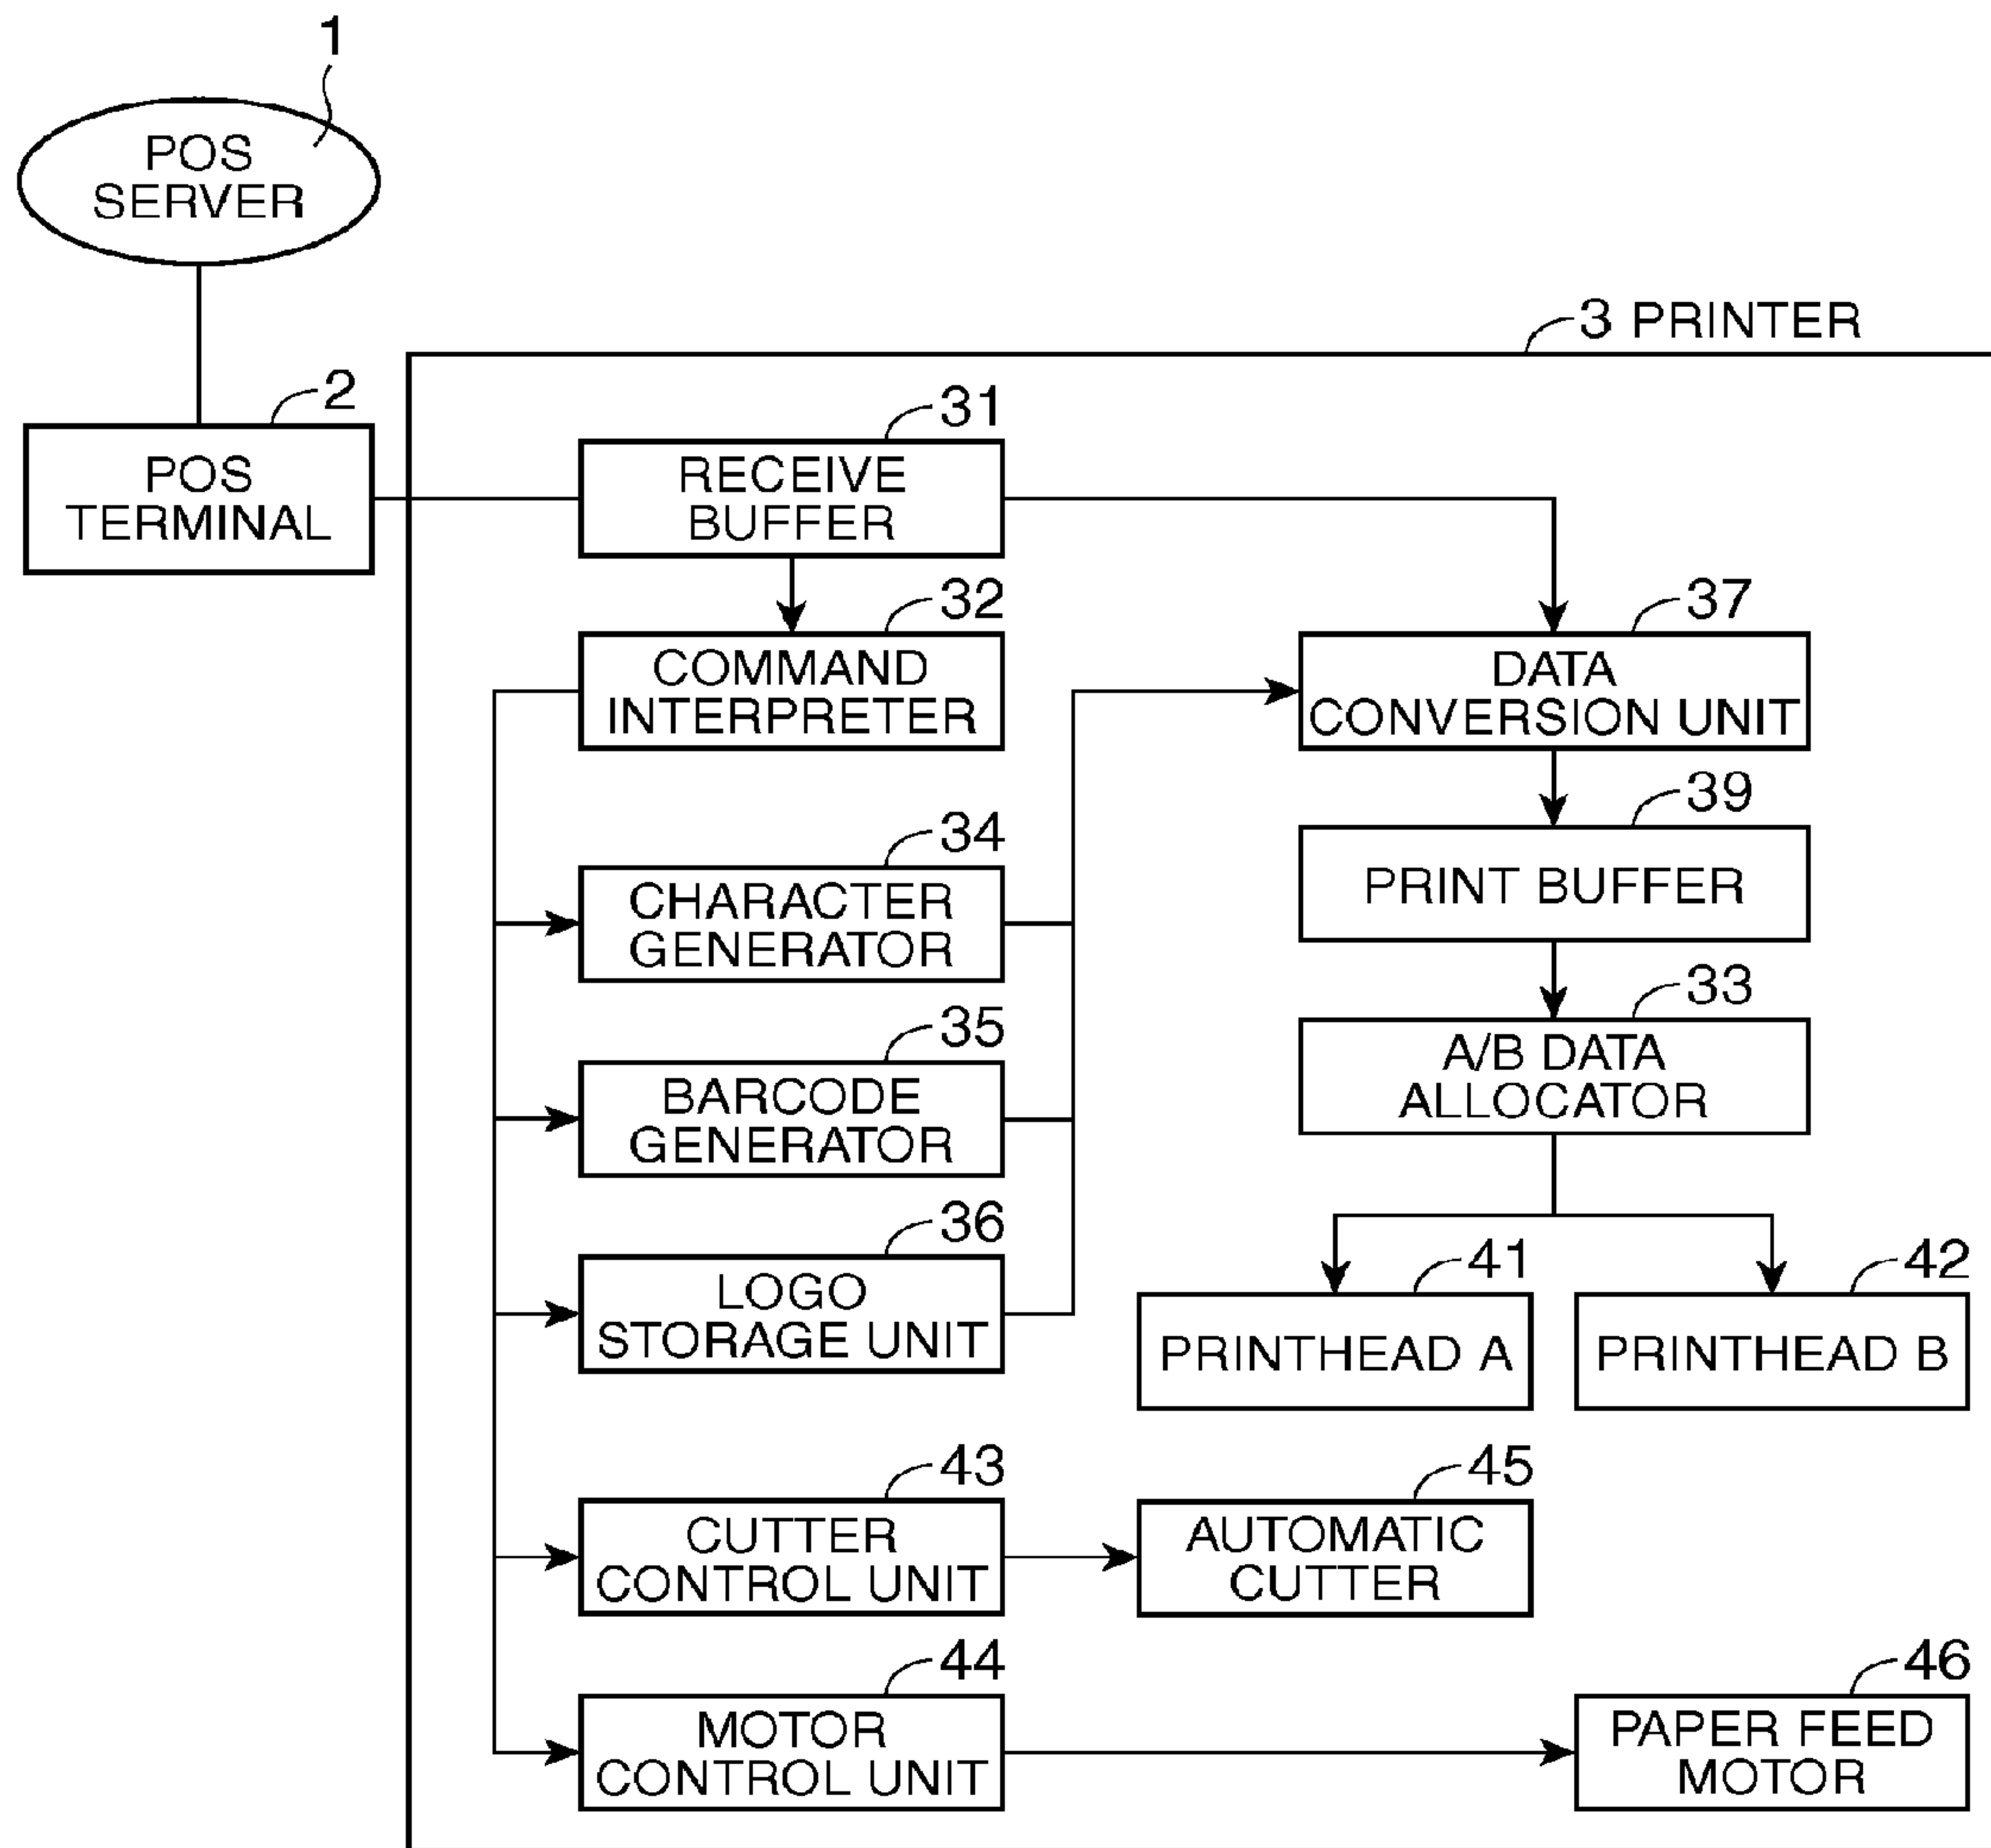 1
POS
SERVER
3 PRINTER
2
POS
TERMINAL
31
RECEIVE
BUFFER
32
COMMAND
INTERPRETER
37
DATA
CONVERSION UNIT
39
PRINT BUFFER
34
CHARACTER
GENERATOR
33
A/B DATA
ALLOCATOR
35
BARCODE
GENERATOR
36
LOGO
STORAGE UNIT
41
PRINTHEAD A
42
PRINTHEAD B
43
CUTTER
CONTROL UNIT
45
AUTOMATIC
CUTTER
44
MOTOR
CONTROL UNIT
46
PAPER FEED
MOTOR